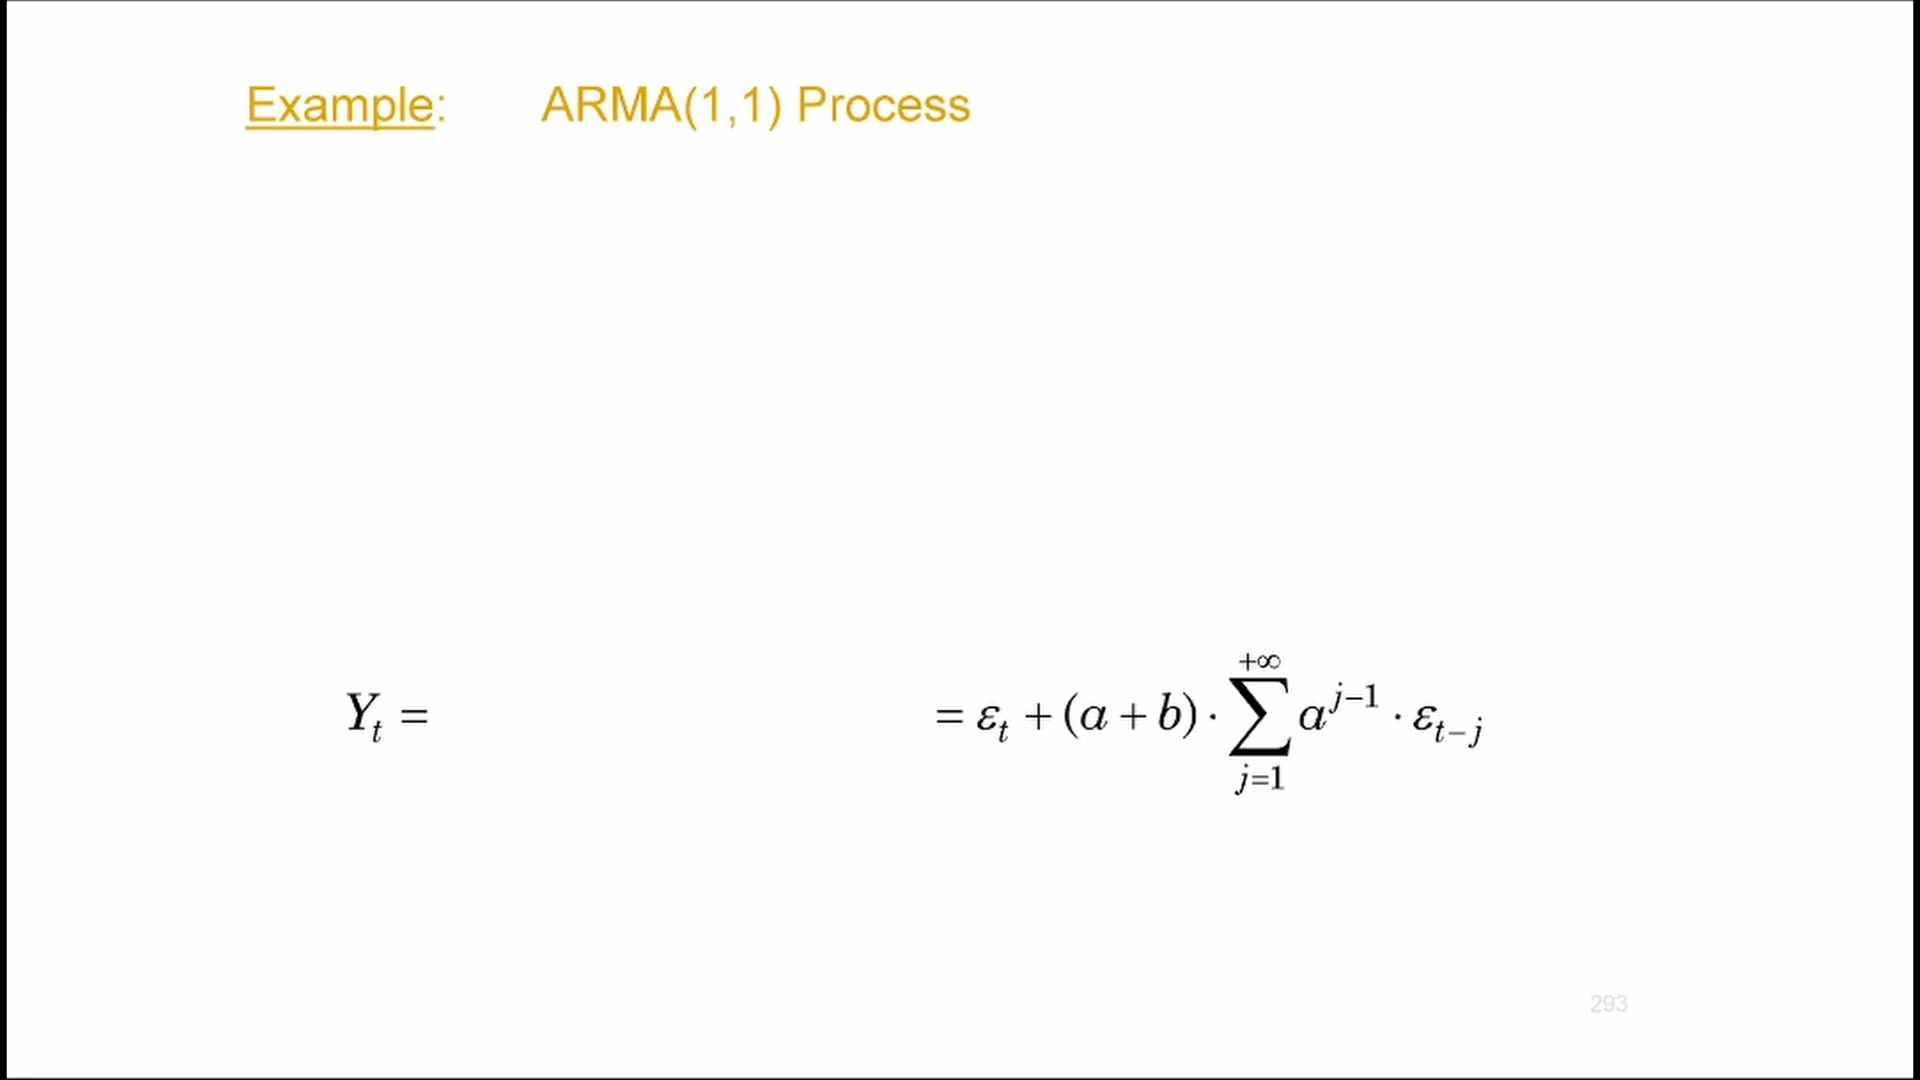 Example: ARMA(1,1) Process
Y_t = = ε_t + (a + b) · ∑_{j=1}^{+∞} a^{j−1} · ε_{t−j}
293